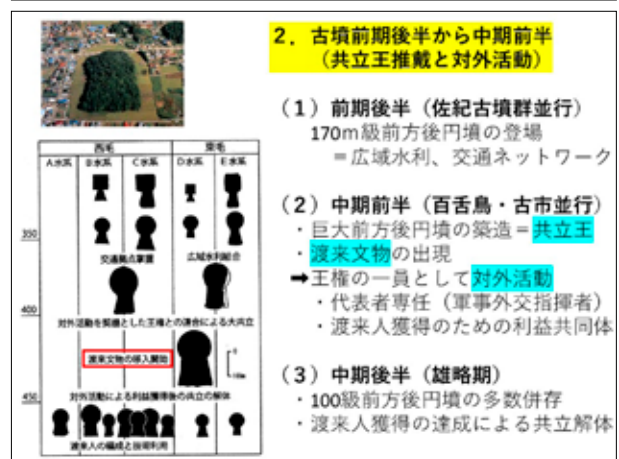 2．古墳前期後半から中期前半
（共立王推戴と対外活動）
（1）前期後半（佐紀古墳群並行）
170m級前方後円墳の登場
＝広域水利、交通ネットワーク
（2）中期前半（百舌鳥・古市並行）
・巨大前方後円墳の築造＝共立王
・渡来文物の出現
➡王権の一員として対外活動
・代表者専任（軍事外交指揮者）
・渡来人獲得のための利益共同体
（3）中期後半（雄略期）
・100級前方後円墳の多数併存
・渡来人獲得の達成による共立解体
西毛 東毛
A水系 B水系 C水系 D水系 E水系
350
交通拠点掌握 広域水利組合
400
対外活動を契機とした王権との連合による大共立
渡来文物の移入開始
0
100m
対外活動による利益獲得後の共立の解体
450
渡来人の編成と技術利用